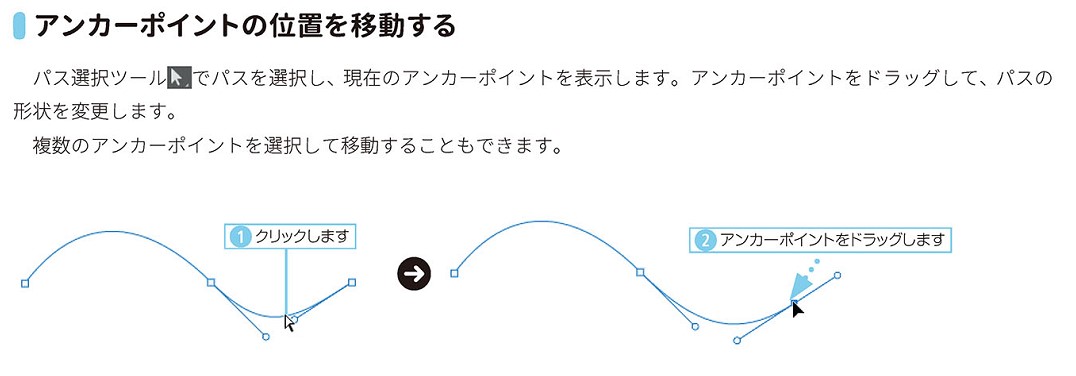 アンカーポイントの位置を移動する
パス選択ツールでパスを選択し、現在のアンカーポイントを表示します。アンカーポイントをドラッグして、パスの
形状を変更します。
複数のアンカーポイントを選択して移動することもできます。
1 クリックします
2 アンカーポイントをドラッグします